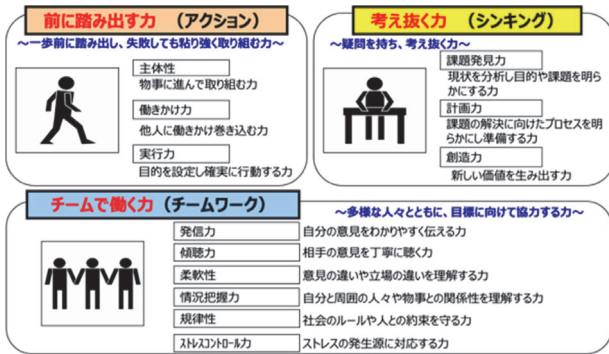 前に踏み出す力 （アクション）
～一歩前に踏み出し、失敗しても粘り強く取り組む力～
主体性
物事に進んで取り組む力
働きかけ力
他人に働きかけ巻き込む力
実行力
目的を設定し確実に行動する力
考え抜く力 （シンキング）
～疑問を持ち、考え抜く力～
課題発見力
現状を分析し目的や課題を明ら
かにする力
計画力
課題の解決に向けたプロセスを明
らかにし準備する力
創造力
新しい価値を生み出す力
チームで働く力 （チームワーク）
～多様な人々とともに、目標に向けて協力する力～
発信力 自分の意見をわかりやすく伝える力
傾聴力 相手の意見を丁寧に聴く力
柔軟性 意見の違いや立場の違いを理解する力
情況把握力 自分と周囲の人々や物事との関係性を理解する力
規律性 社会のルールや人との約束を守る力
ストレスコントロール力 ストレスの発生源に対応する力